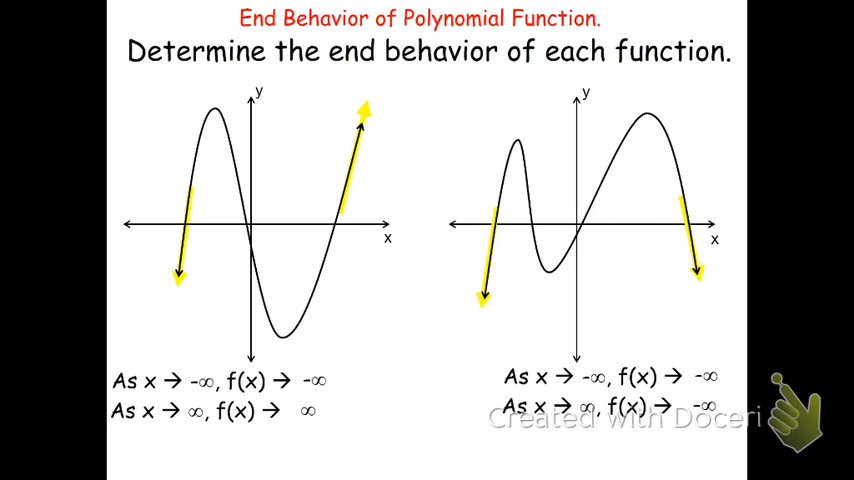 End Behavior of Polynomial Function.
Determine the end behavior of each function.
y
x
y
x
As x → -∞, f(x) → -∞
As x → ∞, f(x) → ∞
As x → -∞, f(x) → -∞
As x → ∞, f(x) → -∞
Created with Doceri